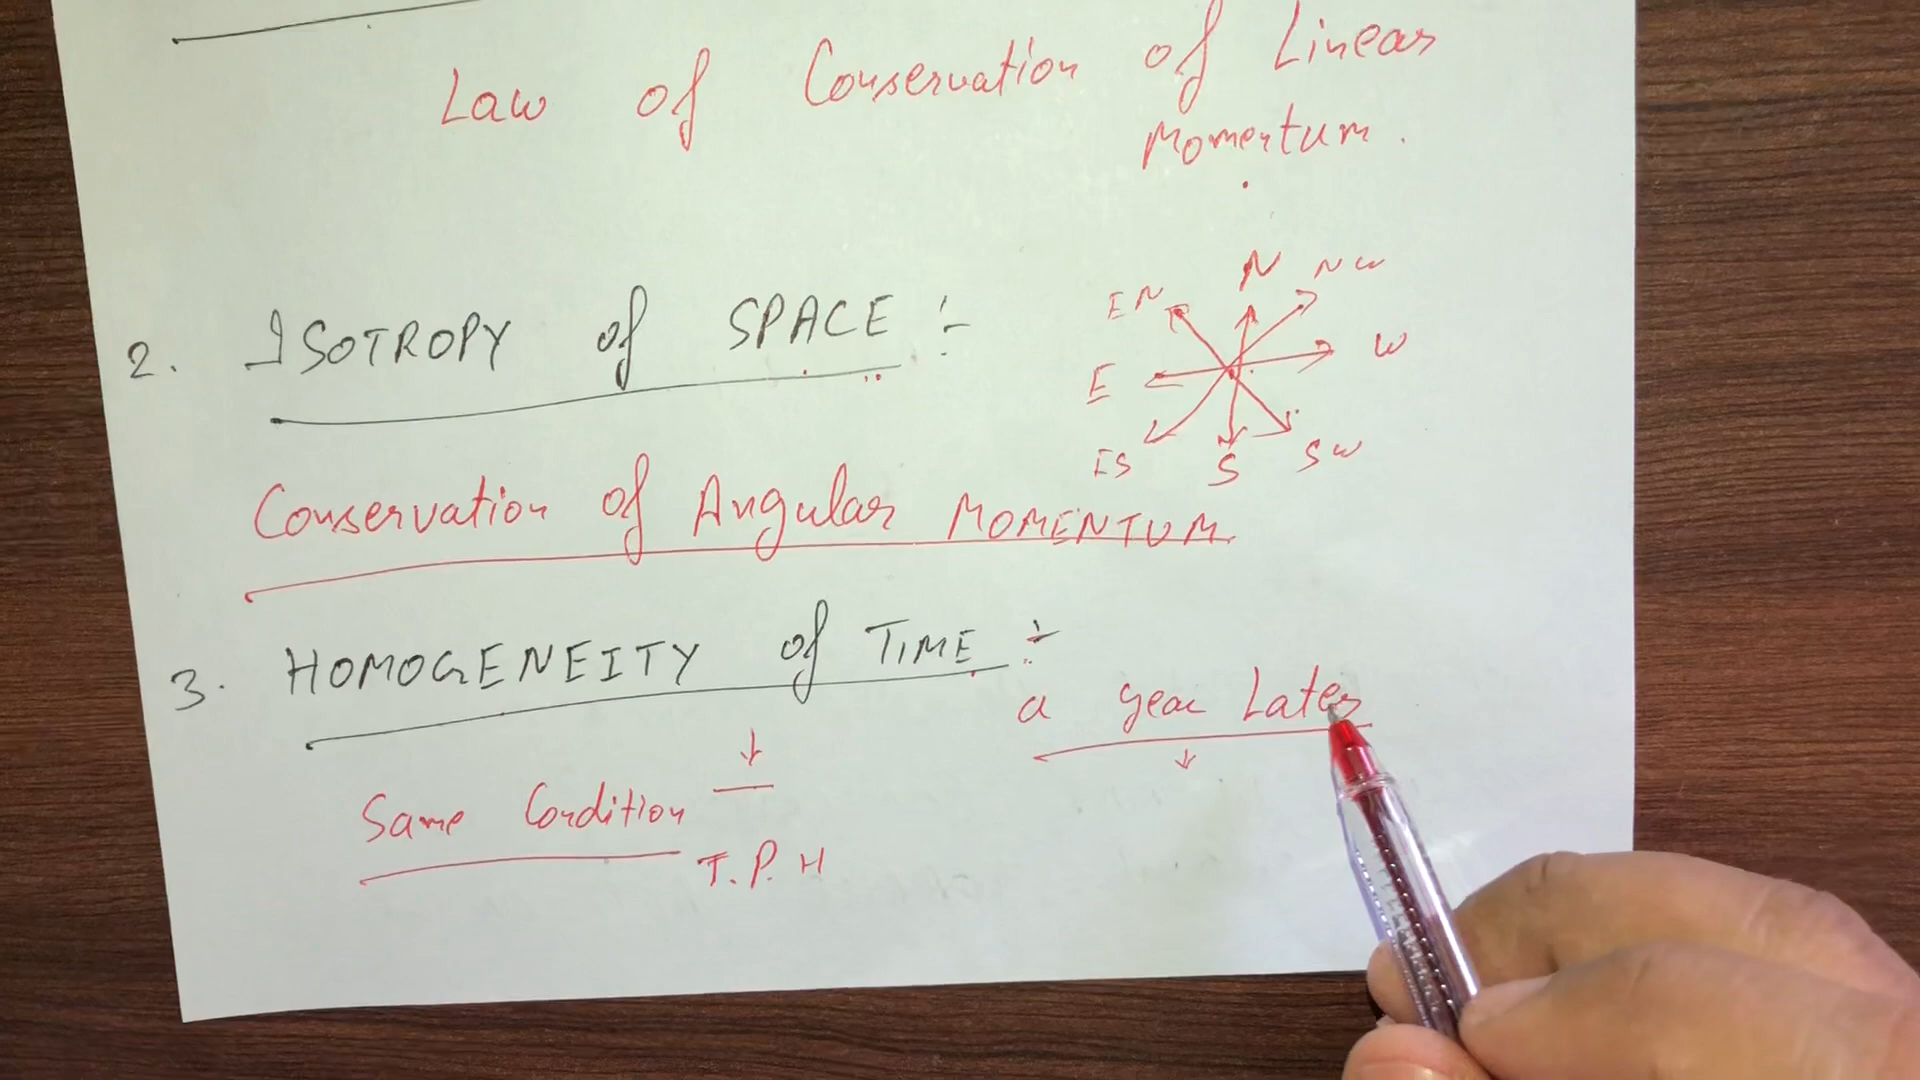 Law of Conservation of Linear
Momentum.
2. ISOTROPY of SPACE :-
N
NW
EN
W
E
ES
S
SW
Conservation of Angular MOMENTUM
3. HOMOGENEITY of TIME :-
a year Later
Same Condition
T.P.H